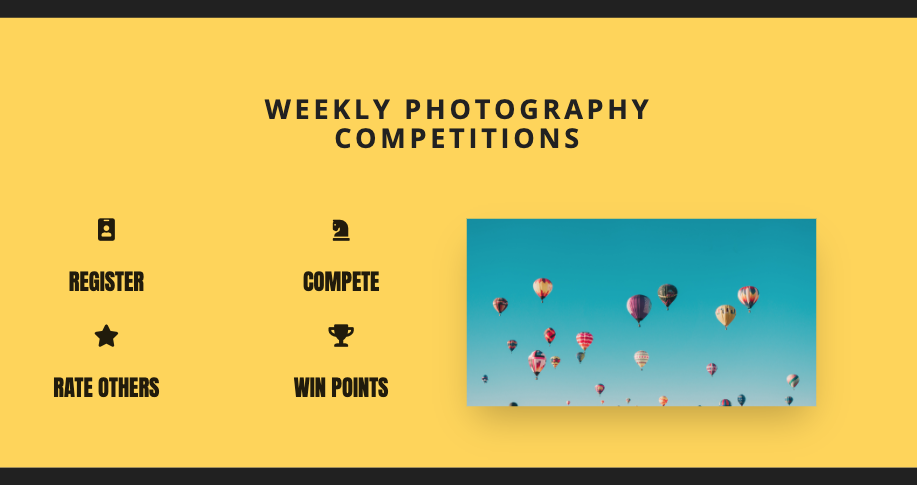 WEEKLY PHOTOGRAPHY
COMPETITIONS
REGISTER
COMPETE
RATE OTHERS
WIN POINTS